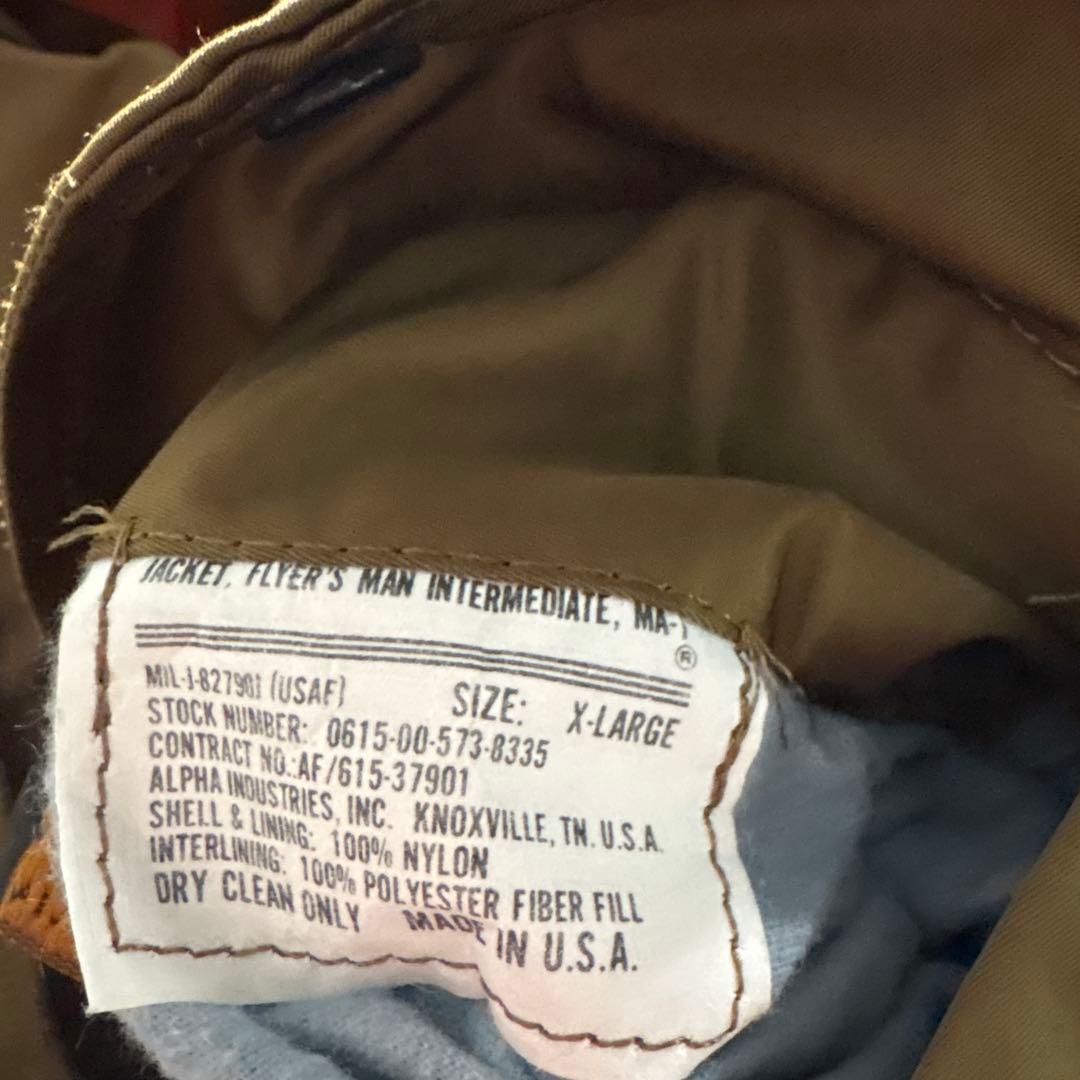 JACKET, FLYER'S MAN INTERMEDIATE, MA-1
®
MIL-J-827901 (USAF) SIZE: X-LARGE
STOCK NUMBER: 0615-00-573-8335
CONTRACT NO.:AF/615-37901
ALPHA INDUSTRIES, INC. KNOXVILLE, TN. U.S.A.
SHELL & LINING: 100% NYLON
INTERLINING: 100% POLYESTER FIBER FILL
DRY CLEAN ONLY MADE IN U.S.A.